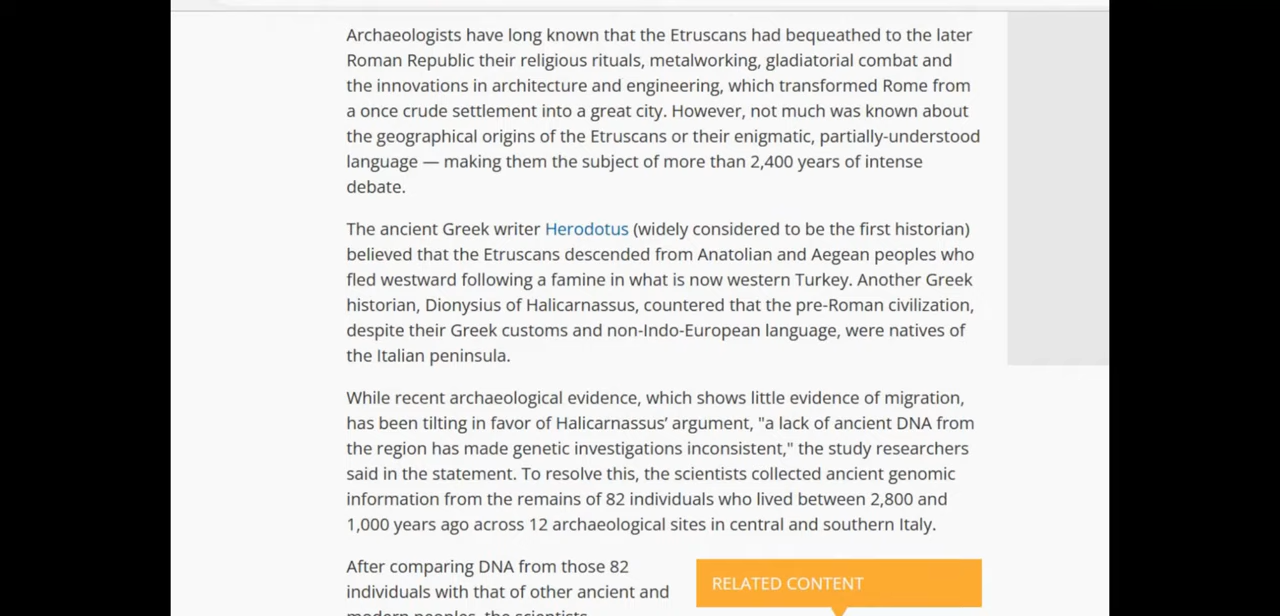 Archaeologists have long known that the Etruscans had bequeathed to the later
Roman Republic their religious rituals, metalworking, gladiatorial combat and
the innovations in architecture and engineering, which transformed Rome from
a once crude settlement into a great city. However, not much was known about
the geographical origins of the Etruscans or their enigmatic, partially-understood
language — making them the subject of more than 2,400 years of intense
debate.
The ancient Greek writer Herodotus (widely considered to be the first historian)
believed that the Etruscans descended from Anatolian and Aegean peoples who
fled westward following a famine in what is now western Turkey. Another Greek
historian, Dionysius of Halicarnassus, countered that the pre-Roman civilization,
despite their Greek customs and non-Indo-European language, were natives of
the Italian peninsula.
While recent archaeological evidence, which shows little evidence of migration,
has been tilting in favor of Halicarnassus’ argument, "a lack of ancient DNA from
the region has made genetic investigations inconsistent," the study researchers
said in the statement. To resolve this, the scientists collected ancient genomic
information from the remains of 82 individuals who lived between 2,800 and
1,000 years ago across 12 archaeological sites in central and southern Italy.
After comparing DNA from those 82
individuals with that of other ancient and
modern peoples, the scientists
RELATED CONTENT